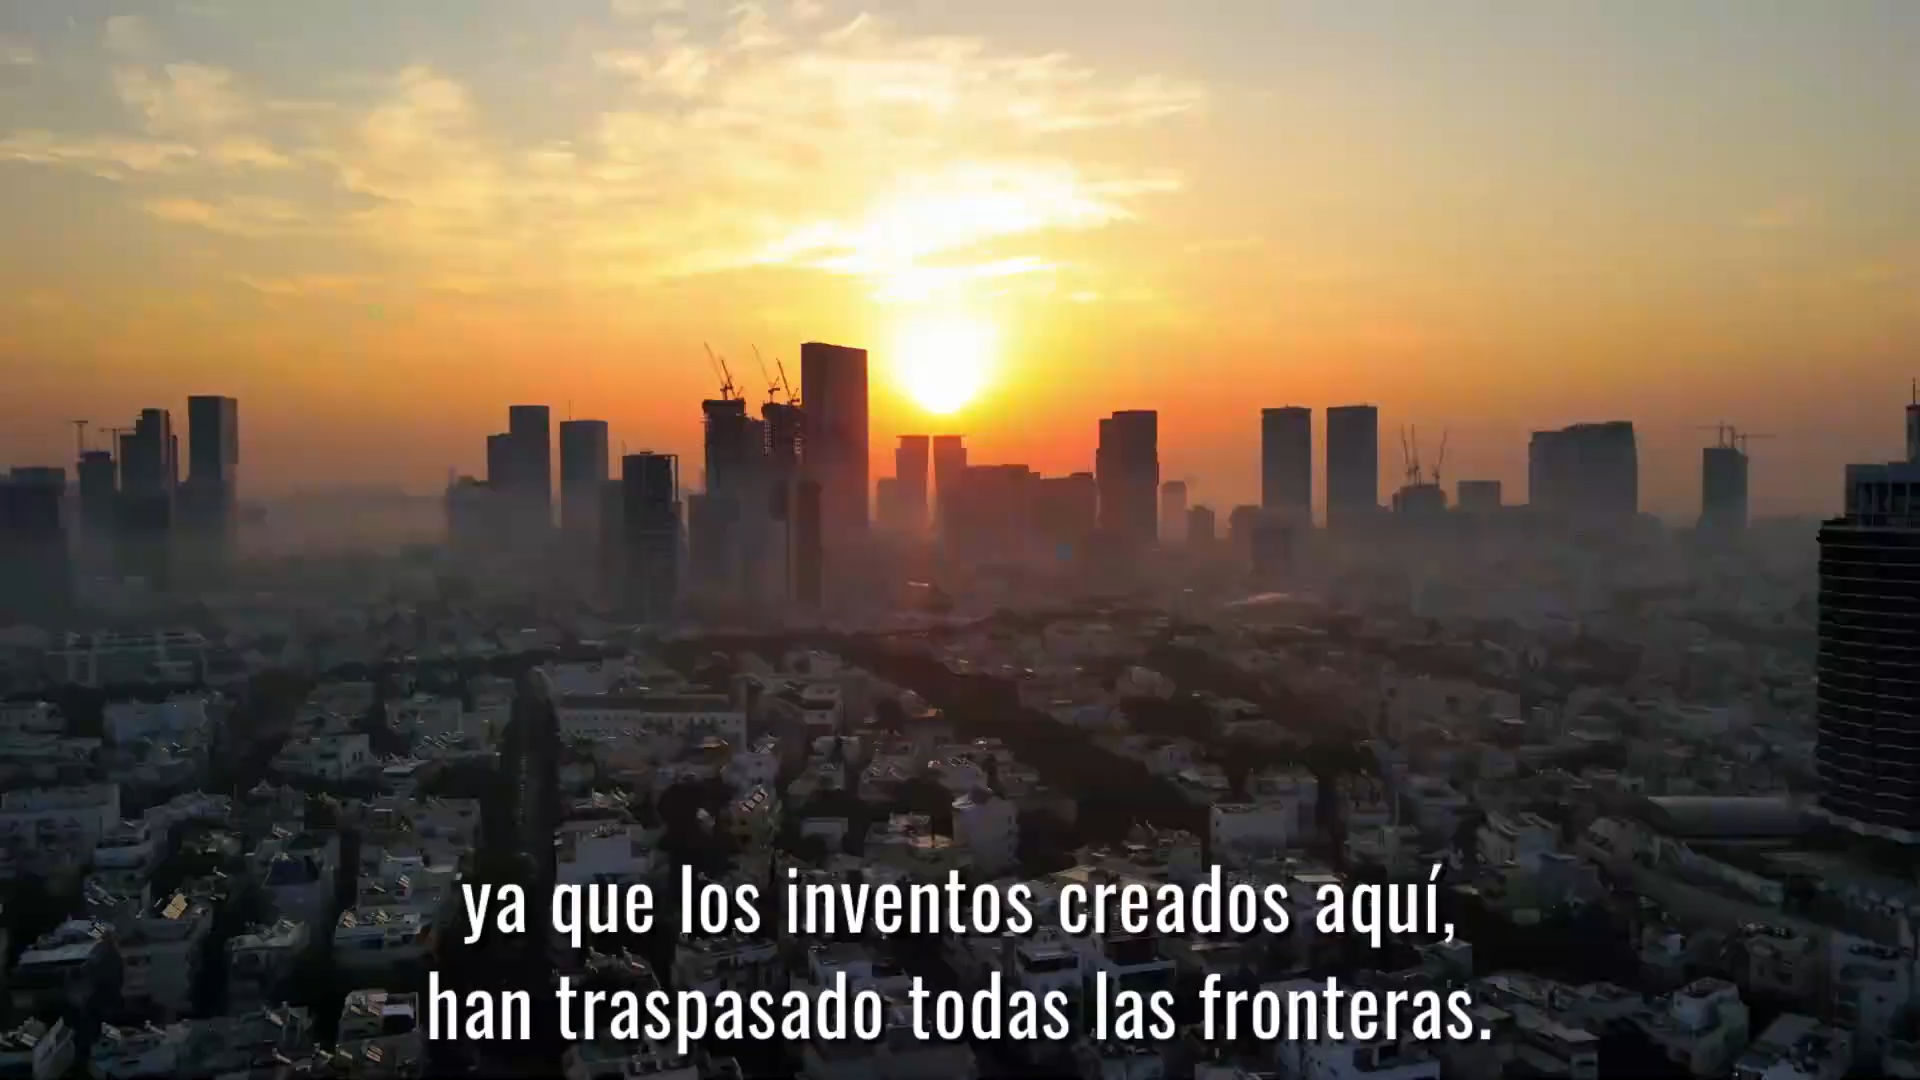 ya que los inventos creados aquí,
han traspasado todas las fronteras.